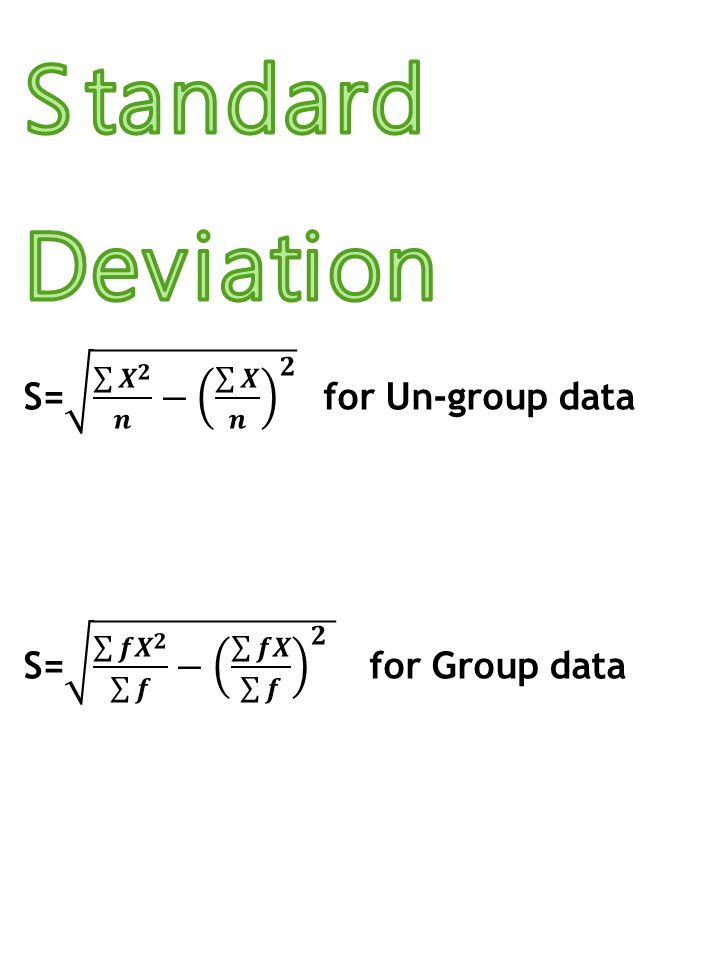 Standard
Deviation
S=√(∑X²/n − (∑X/n)²) for Un-group data
S=√(∑fX²/∑f − (∑fX/∑f)²) for Group data